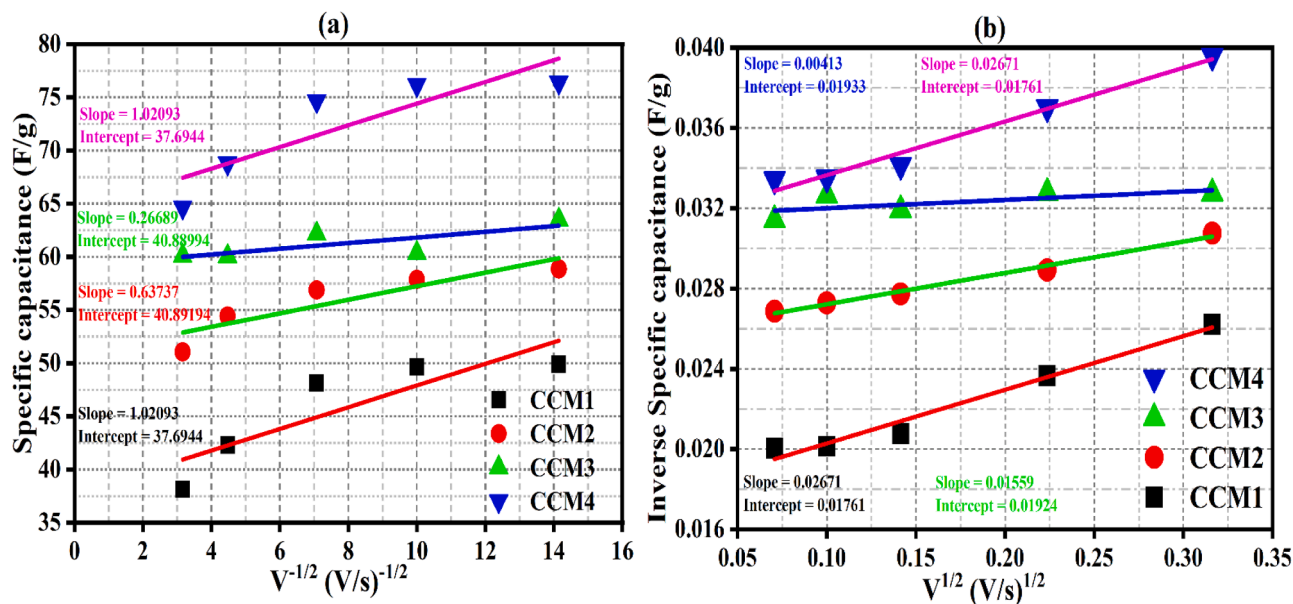 (a)
80
75
70
65
60
55
50
45
40
35
Specific capacitance (F/g)
Slope = 1.02093
Intercept = 37.6944
Slope = 0.26689
Intercept = 40.88994
Slope = 0.63737
Intercept = 40.89194
Slope = 1.02093
Intercept = 37.6944
CCM1
CCM2
CCM3
CCM4
0 2 4 6 8 10 12 14 16
V^-1/2 (V/s)^-1/2
(b)
0.040
0.036
0.032
0.028
0.024
0.020
0.016
Inverse Specific capacitance (F/g)
Slope = 0.00413
Intercept = 0.01933
Slope = 0.02671
Intercept = 0.01761
CCM4
CCM3
CCM2
CCM1
Slope = 0.02671
Intercept = 0.01761
Slope = 0.01559
Intercept = 0.01924
0.05 0.10 0.15 0.20 0.25 0.30 0.35
V^1/2 (V/s)^1/2